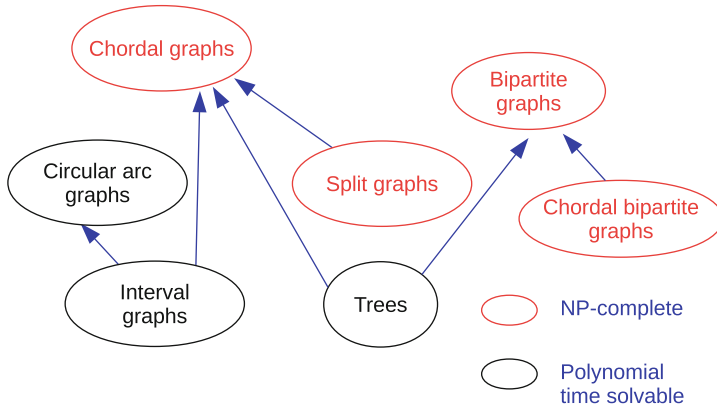 Chordal graphs
Bipartite
graphs
Circular arc
graphs
Split graphs
Chordal bipartite
graphs
Interval
graphs
Trees
NP-complete
Polynomial
time solvable